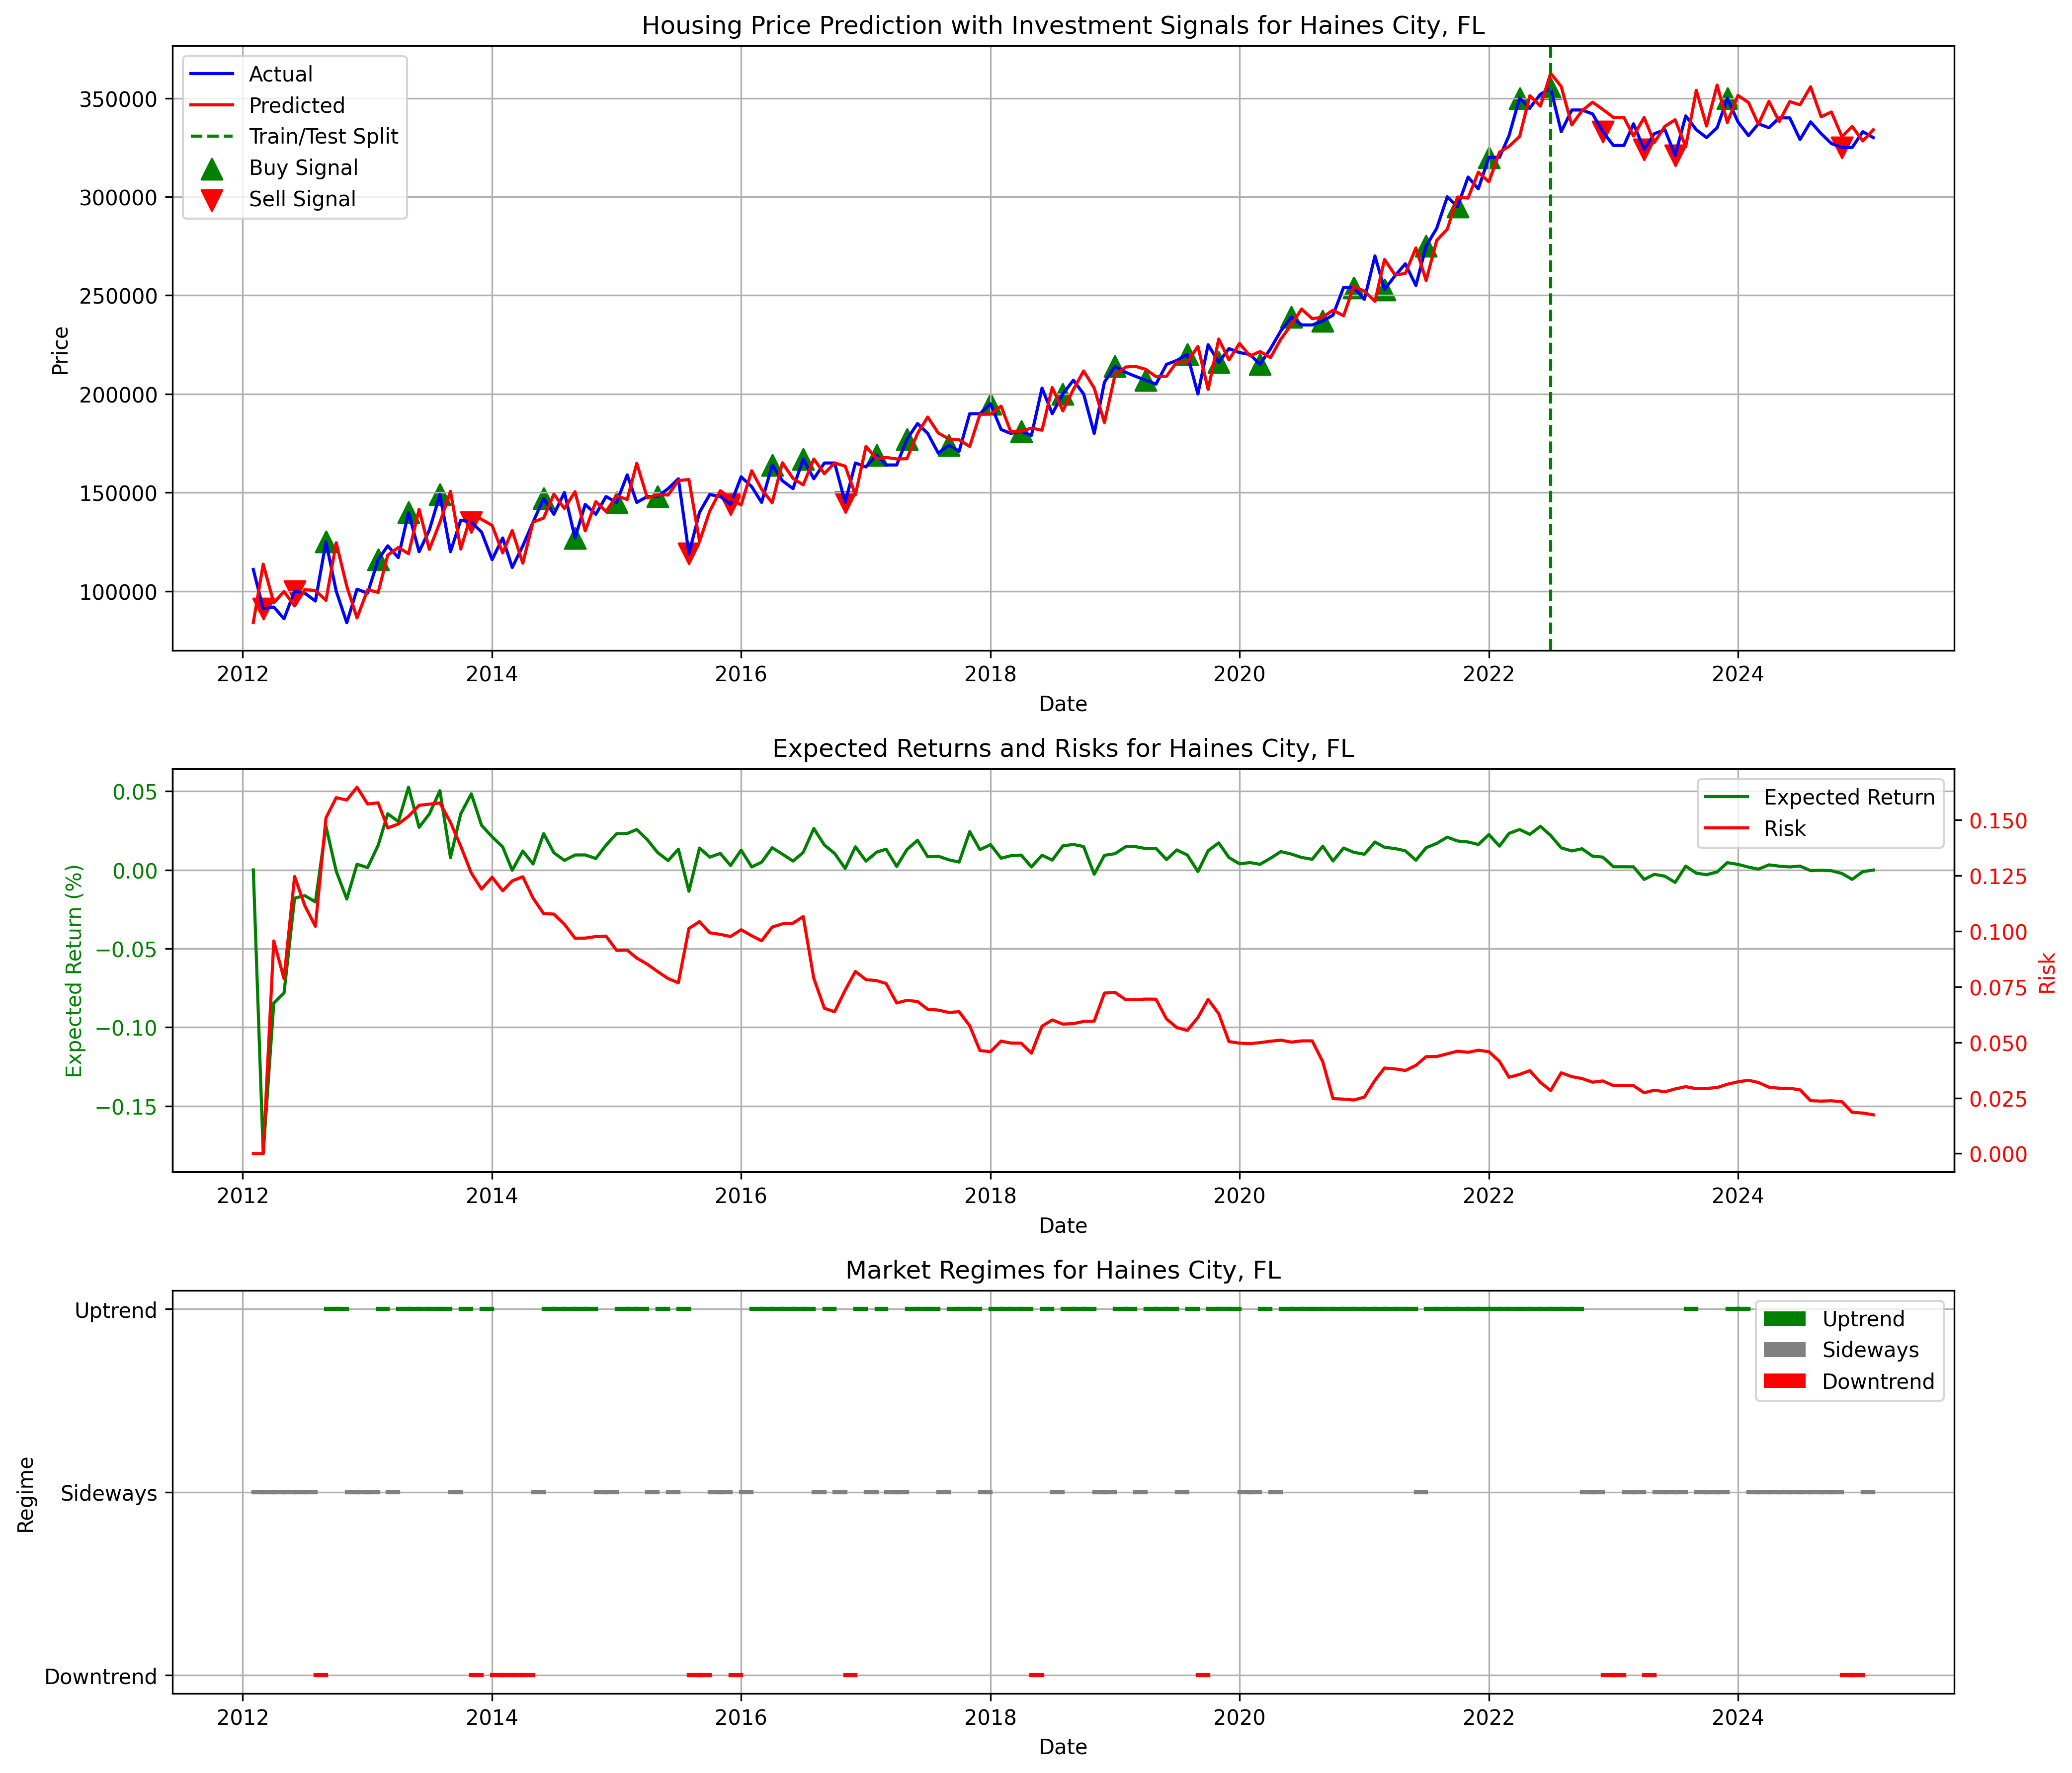 Housing Price Prediction with Investment Signals for Haines City, FL
Actual
Predicted
Train/Test Split
Buy Signal
Sell Signal
Price
350000
300000
250000
200000
150000
100000
2012 2014 2016 2018 2020 2022 2024
Date
Expected Returns and Risks for Haines City, FL
Expected Return
Risk
Expected Return (%)
0.05
0.00
−0.05
−0.10
−0.15
0.150
0.125
0.100
0.075
0.050
0.025
0.000
Risk
2012 2014 2016 2018 2020 2022 2024
Date
Market Regimes for Haines City, FL
Uptrend
Sideways
Downtrend
Regime
Uptrend
Sideways
Downtrend
2012 2014 2016 2018 2020 2022 2024
Date